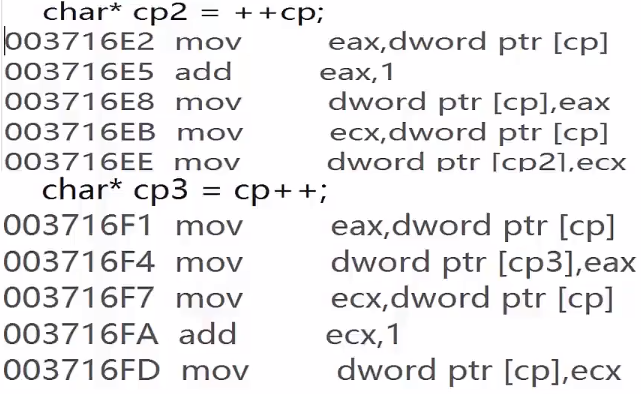 char* cp2 = ++cp;
003716E2 mov eax,dword ptr [cp]
003716E5 add eax,1
003716E8 mov dword ptr [cp],eax
003716EB mov ecx,dword ptr [cp]
003716EE mov dword ptr [cp2],ecx
char* cp3 = cp++;
003716F1 mov eax,dword ptr [cp]
003716F4 mov dword ptr [cp3],eax
003716F7 mov ecx,dword ptr [cp]
003716FA add ecx,1
003716FD mov dword ptr [cp],ecx